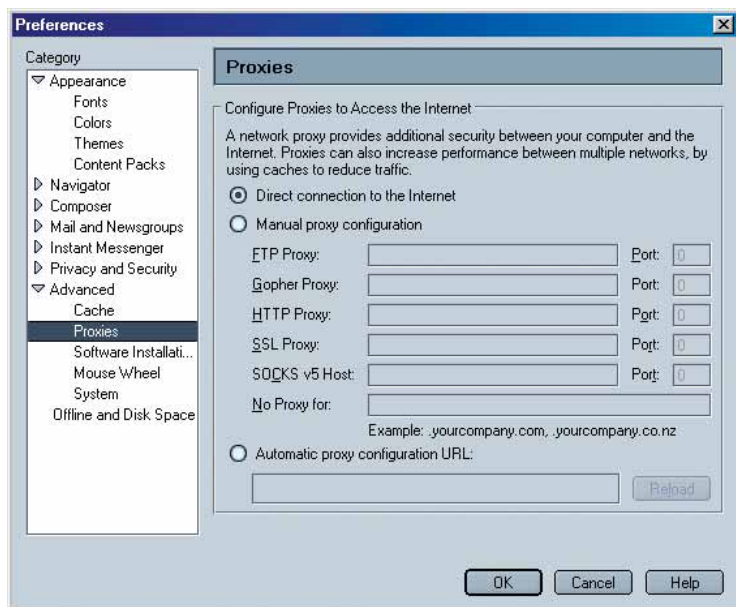 Preferences
Category
Appearance
Fonts
Colors
Themes
Content Packs
Navigator
Composer
Mail and Newsgroups
Instant Messenger
Privacy and Security
Advanced
Cache
Proxies
Software Installati...
Mouse Wheel
System
Offline and Disk Space
Proxies
Configure Proxies to Access the Internet
A network proxy provides additional security between your computer and the
Internet. Proxies can also increase performance between multiple networks, by
using caches to reduce traffic.
Direct connection to the Internet
Manual proxy configuration
FTP Proxy: Port: 0
Gopher Proxy: Port: 0
HTTP Proxy: Port: 0
SSL Proxy: Port: 0
SOCKS v5 Host: Port: 0
No Proxy for:
Example: .yourcompany.com, .yourcompany.co.nz
Automatic proxy configuration URL:
Reload
OK Cancel Help